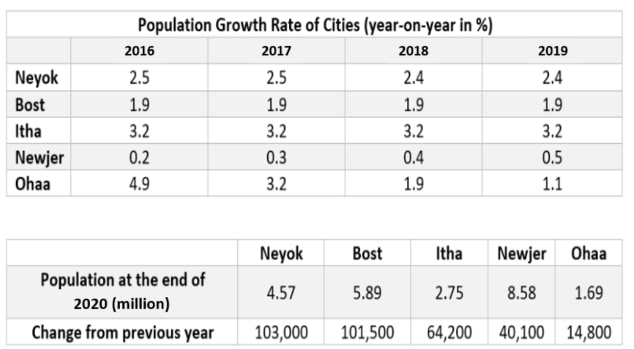 Population Growth Rate of Cities (year-on-year in %)
2016 2017 2018 2019
Neyok 2.5 2.5 2.4 2.4
Bost 1.9 1.9 1.9 1.9
Itha 3.2 3.2 3.2 3.2
Newjer 0.2 0.3 0.4 0.5
Ohaa 4.9 3.2 1.9 1.1
Neyok Bost Itha Newjer Ohaa
Population at the end of
2020 (million) 4.57 5.89 2.75 8.58 1.69
Change from previous year 103,000 101,500 64,200 40,100 14,800